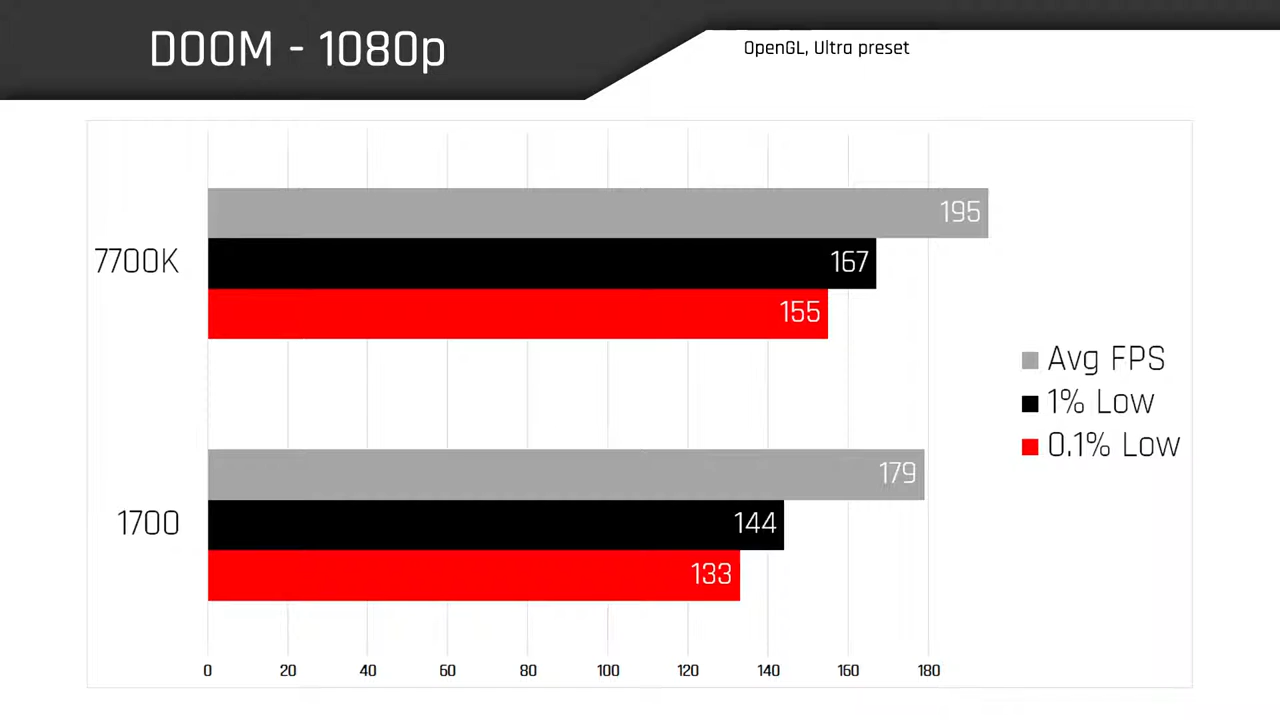 DOOM - 1080p
OpenGL, Ultra preset
195
7700K
167
155
Avg FPS
1% Low
0.1% Low
179
1700
144
133
0 20 40 60 80 100 120 140 160 180